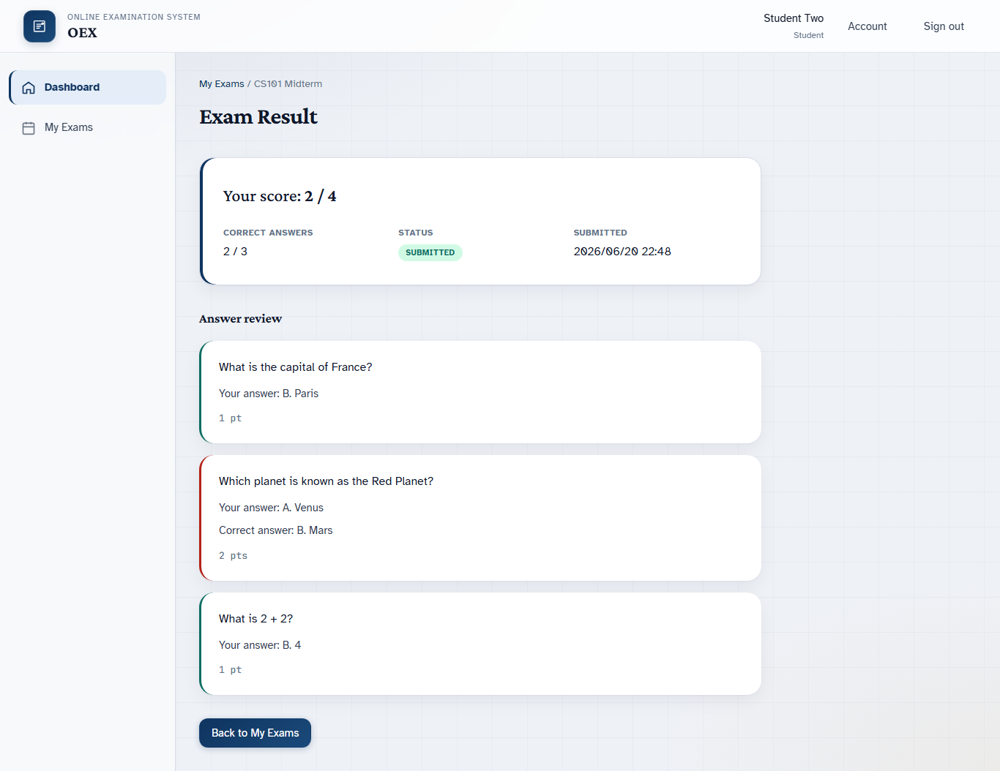 ONLINE EXAMINATION SYSTEM
OEX
Student Two
Student
Account
Sign out
Dashboard
My Exams
My Exams / CS101 Midterm
Exam Result
Your score: 2 / 4
CORRECT ANSWERS
2 / 3
STATUS
SUBMITTED
SUBMITTED
2026/06/20 22:48
Answer review
What is the capital of France?
Your answer: B. Paris
1 pt
Which planet is known as the Red Planet?
Your answer: A. Venus
Correct answer: B. Mars
2 pts
What is 2 + 2?
Your answer: B. 4
1 pt
Back to My Exams